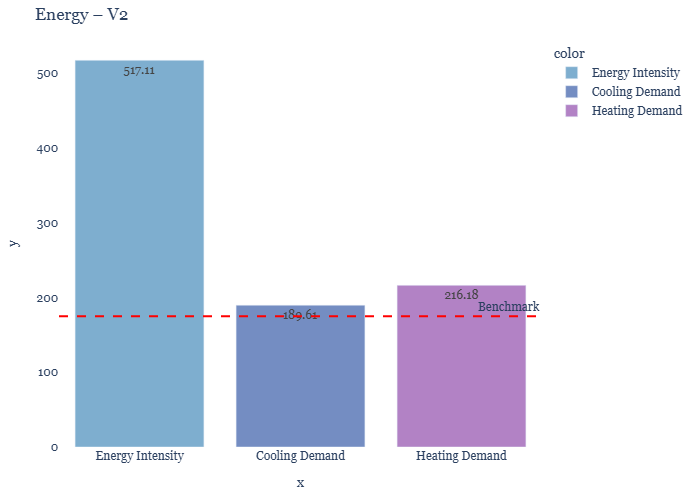 Energy – V2
color
Energy Intensity
Cooling Demand
Heating Demand
y
500
400
300
200
100
0
517.11
189.61
216.18
Benchmark
Energy Intensity
Cooling Demand
Heating Demand
x